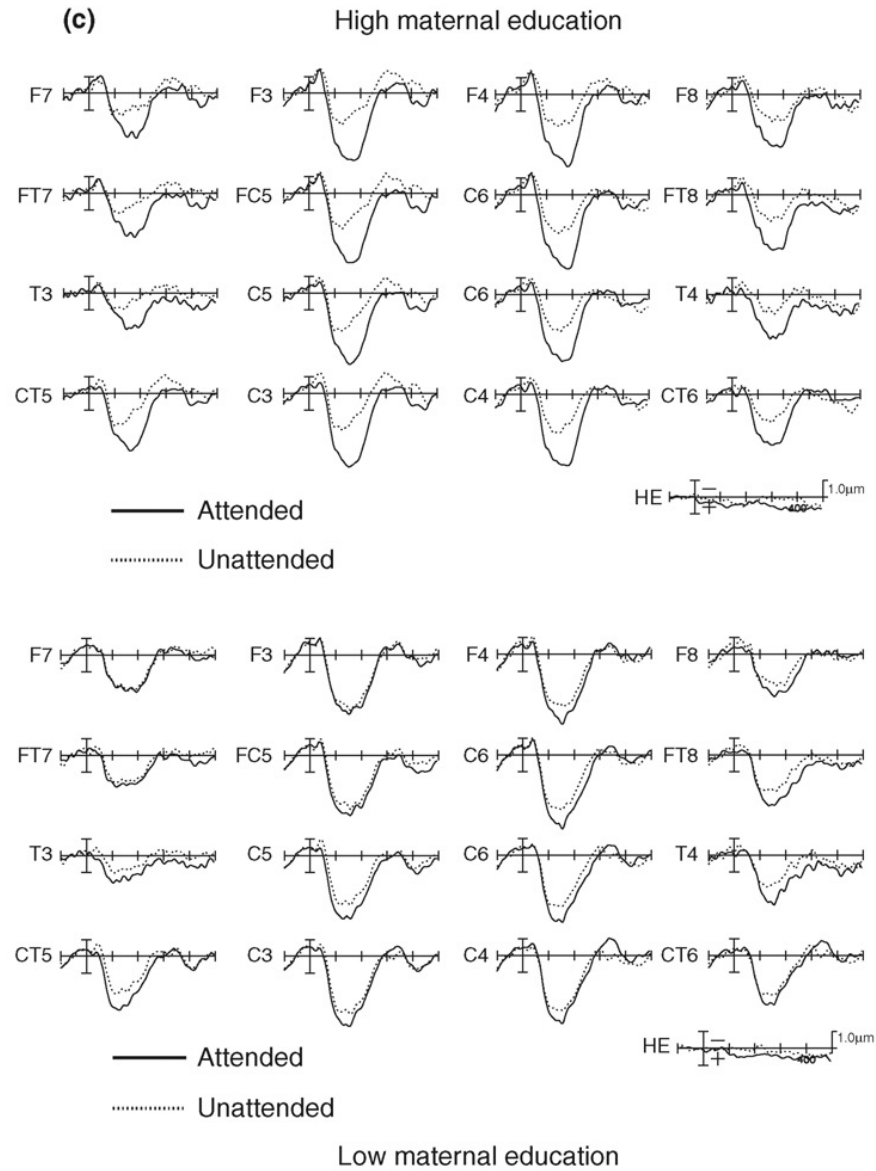 (c) High maternal education
F7 F3 F4 F8
FT7 FC5 C6 FT8
T3 C5 C6 T4
CT5 C3 C4 CT6
HE − + 400 1.0μm
Attended
Unattended
F7 F3 F4 F8
FT7 FC5 C6 FT8
T3 C5 C6 T4
CT5 C3 C4 CT6
HE − + 400 1.0μm
Attended
Unattended
Low maternal education